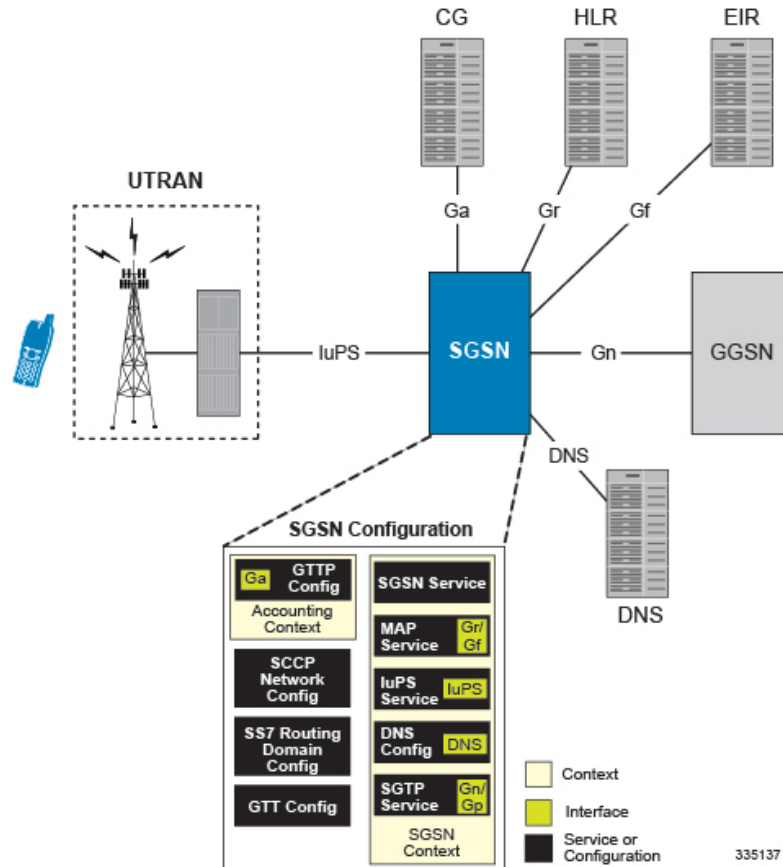 CG
HLR
EIR
UTRAN
Ga
Gr
Gf
IuPS
SGSN
Gn
GGSN
DNS
DNS
SGSN Configuration
Ga
GTTP
Config
Accounting
Context
SCCP
Network
Config
SS7 Routing
Domain
Config
GTT Config
SGSN Service
MAP
Service
Gr/
Gf
IuPS
Service
IuPS
DNS
Config
DNS
SGTP
Service
Gn/
Gp
SGSN
Context
Context
Interface
Service or
Configuration
335137